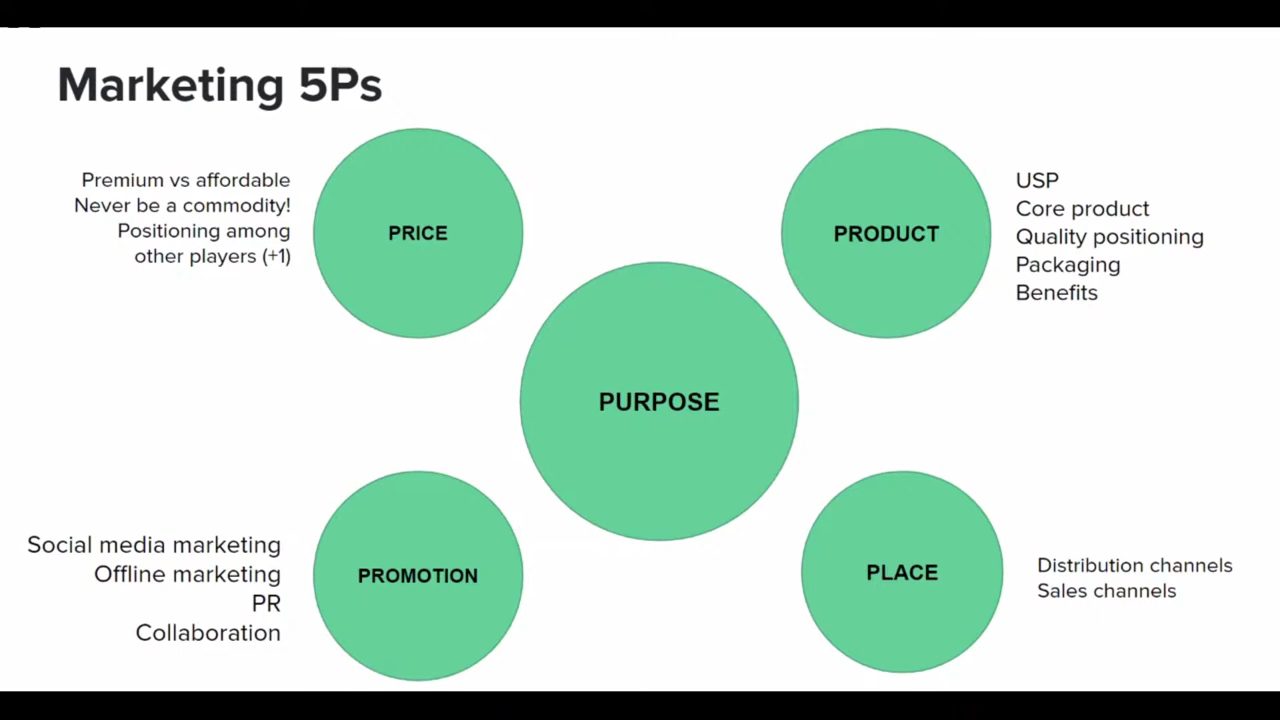 Marketing 5Ps
Premium vs affordable
Never be a commodity!
Positioning among
other players (+1)
PRICE
PRODUCT
USP
Core product
Quality positioning
Packaging
Benefits
PURPOSE
Social media marketing
Offline marketing
PR
Collaboration
PROMOTION
PLACE
Distribution channels
Sales channels